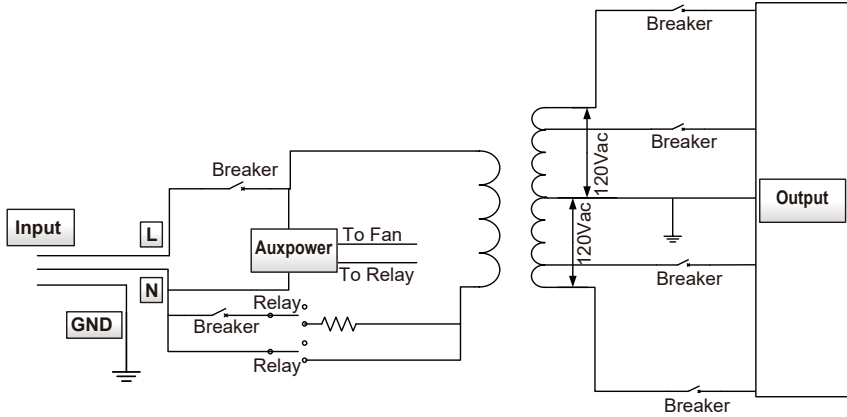 Breaker
Breaker
120Vac
Breaker
Input
L
Auxpower
To Fan
To Relay
Output
120Vac
Breaker
N
GND
Breaker
Relay
Relay
Breaker